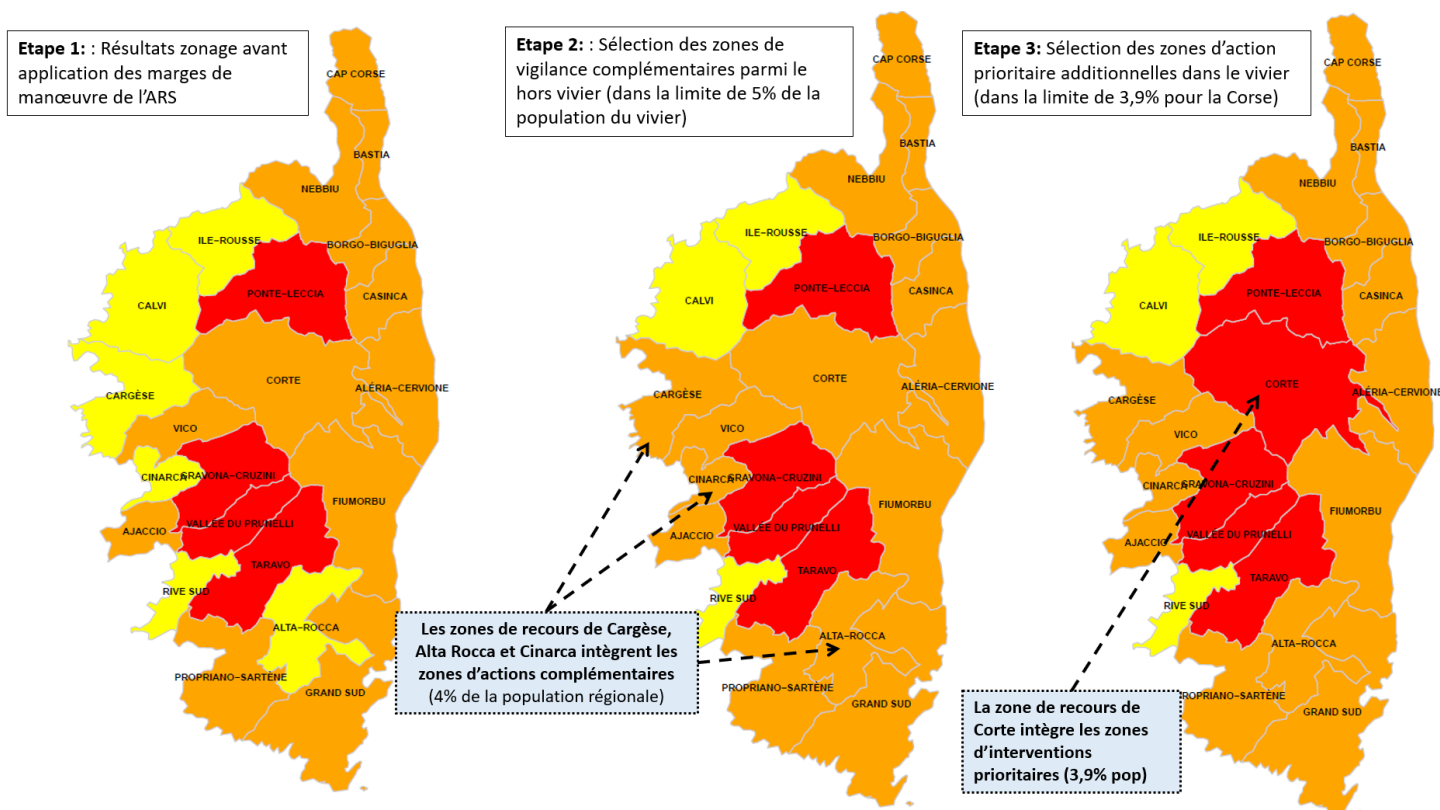 Etape 1: : Résultats zonage avant
application des marges de
manœuvre de l'ARS
CAP CORSE
BASTIA
NEBBIU
ILE–ROUSSE
BORGO–BIGUGLIA
PONTE–LECCIA
CASINCA
CALVI
CORTE
ALÉRIA–CERVIONE
CARGÈSE
VICO
CINARCA
GRAVONA–CRUZINI
FIUMORBU
AJACCIO
VALLÉE DU PRUNELLI
TARAVO
RIVE SUD
ALTA–ROCCA
PROPRIANO–SARTÈNE
GRAND SUD
Etape 2: : Sélection des zones de
vigilance complémentaires parmi le
hors vivier (dans la limite de 5% de la
population du vivier)
CAP CORSE
BASTIA
NEBBIU
ILE–ROUSSE
BORGO–BIGUGLIA
PONTE–LECCIA
CASINCA
CALVI
CORTE
ALÉRIA–CERVIONE
CARGÈSE
VICO
CINARCA
GRAVONA–CRUZINI
FIUMORBU
AJACCIO
VALLÉE DU PRUNELLI
TARAVO
RIVE SUD
ALTA–ROCCA
PROPRIANO–SARTÈNE
GRAND SUD
Les zones de recours de Cargèse,
Alta Rocca et Cinarca intègrent les
zones d'actions complémentaires
(4% de la population régionale)
Etape 3: Sélection des zones d'action
prioritaire additionnelles dans le vivier
(dans la limite de 3,9% pour la Corse)
CAP CORSE
BASTIA
NEBBIU
ILE–ROUSSE
BORGO–BIGUGLIA
PONTE–LECCIA
CASINCA
CALVI
CORTE
ALÉRIA–CERVIONE
CARGÈSE
VICO
CINARCA
GRAVONA–CRUZINI
FIUMORBU
AJACCIO
VALLÉE DU PRUNELLI
TARAVO
RIVE SUD
ALTA–ROCCA
PROPRIANO–SARTÈNE
GRAND SUD
La zone de recours de
Corte intègre les zones
d'interventions
prioritaires (3,9% pop)